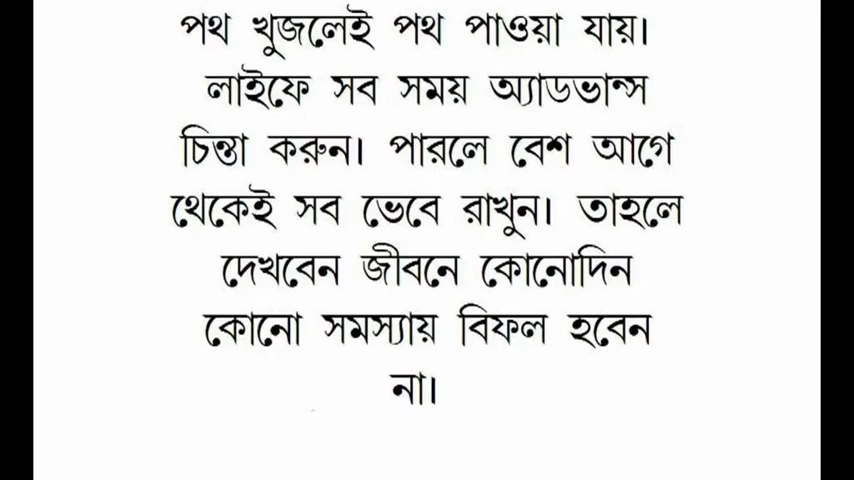 পথ খুজলেই পথ পাওয়া যায়।
লাইফে সব সময় অ্যাডভান্স
চিন্তা করুন। পারলে বেশ আগে
থেকেই সব ভেবে রাখুন। তাহলে
দেখবেন জীবনে কোনোদিন
কোনো সমস্যায় বিফল হবেন
না।